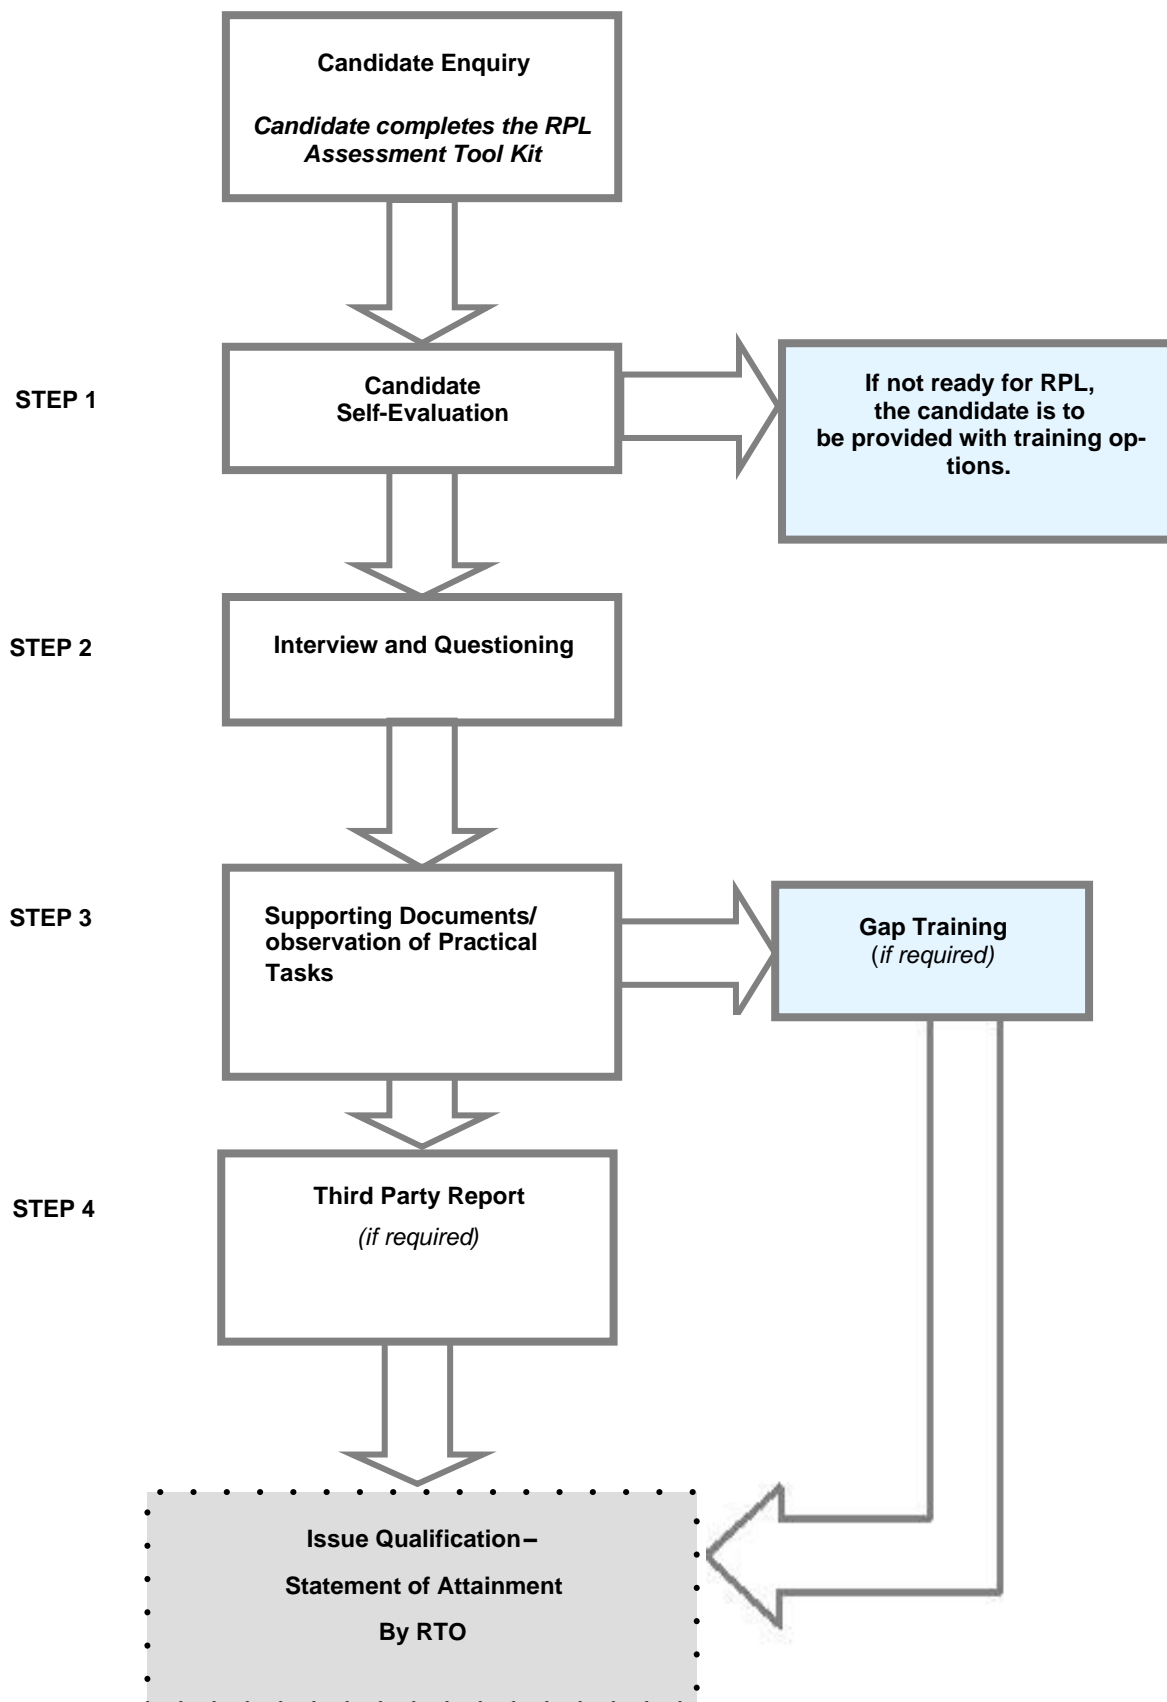 Candidate Enquiry
Candidate completes the RPL
Assessment Tool Kit
STEP 1
Candidate
Self-Evaluation
If not ready for RPL,
the candidate is to
be provided with training op-
tions.
STEP 2
Interview and Questioning
STEP 3
Supporting Documents/
observation of Practical
Tasks
Gap Training
(if required)
STEP 4
Third Party Report
(if required)
Issue Qualification–
Statement of Attainment
By RTO